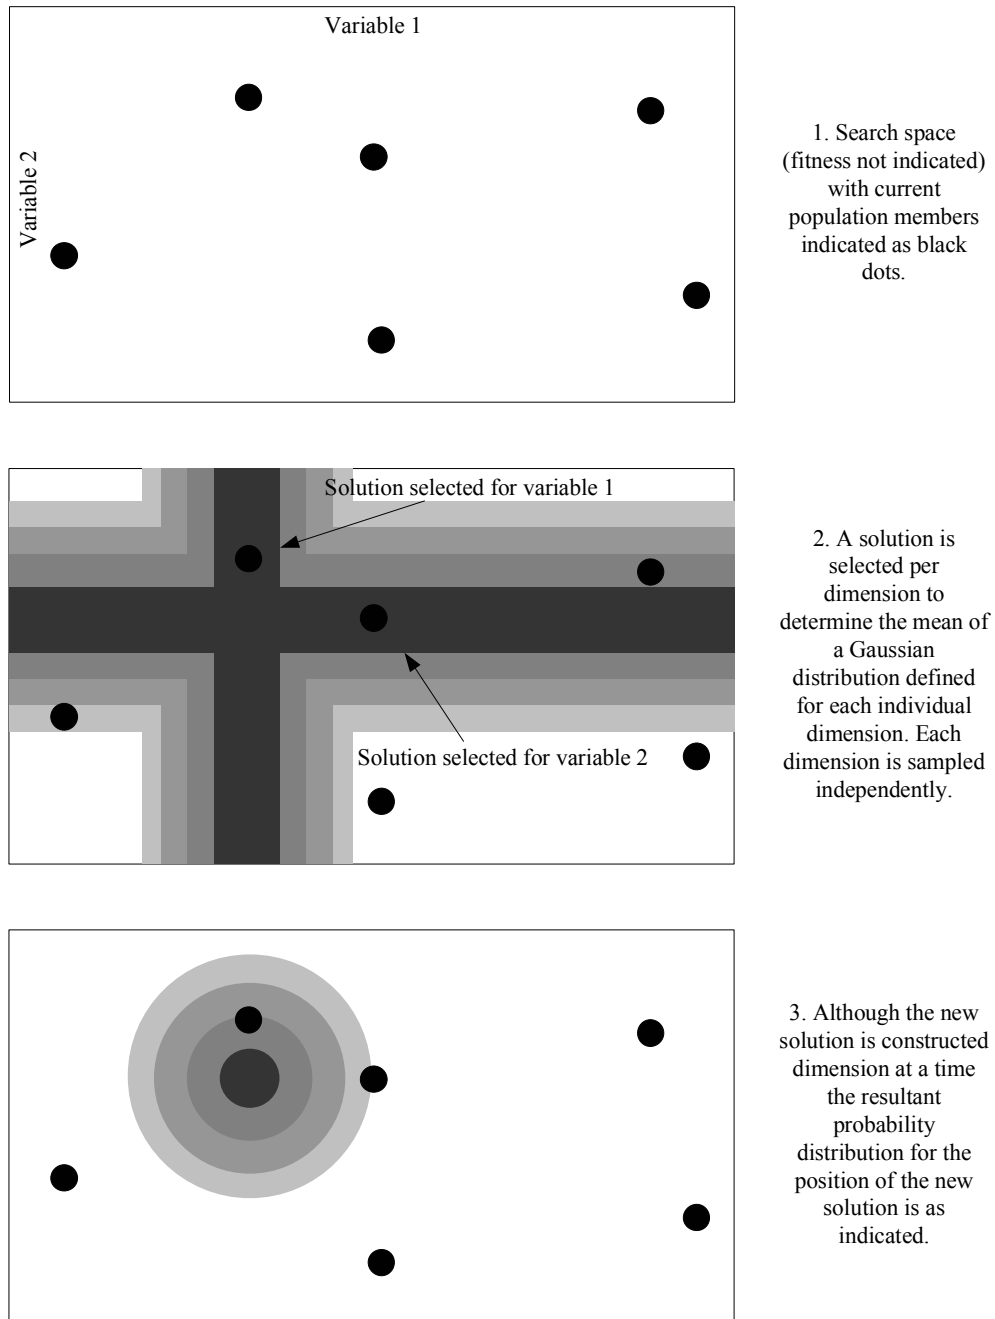 Variable 1
Variable 2
1. Search space
(fitness not indicated)
with current
population members
indicated as black
dots.
Solution selected for variable 1
Solution selected for variable 2
2. A solution is
selected per
dimension to
determine the mean of
a Gaussian
distribution defined
for each individual
dimension. Each
dimension is sampled
independently.
3. Although the new
solution is constructed
dimension at a time
the resultant
probability
distribution for the
position of the new
solution is as
indicated.